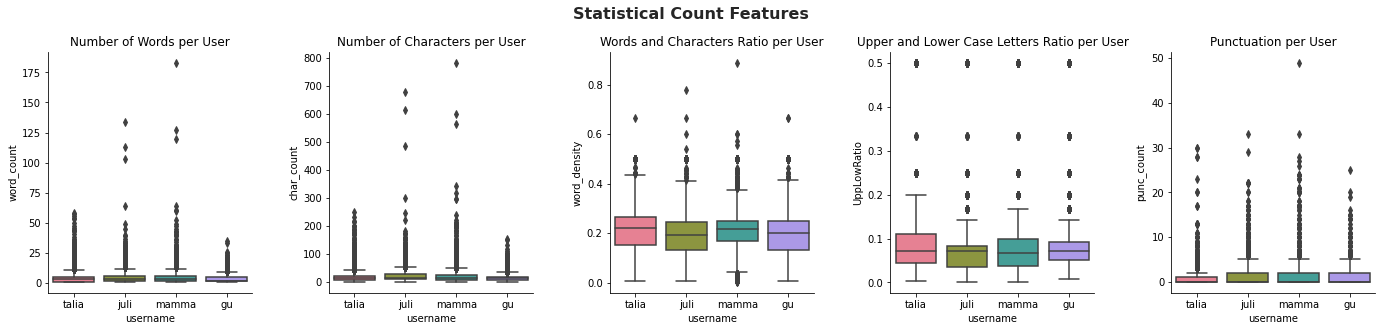 Statistical Count Features
Number of Words per User
word_count
175
150
125
100
75
50
25
0
talia juli mamma gu
username
Number of Characters per User
char_count
800
700
600
500
400
300
200
100
0
talia juli mamma gu
username
Words and Characters Ratio per User
word_density
0.8
0.6
0.4
0.2
0.0
talia juli mamma gu
username
Upper and Lower Case Letters Ratio per User
UppLowRatio
0.5
0.4
0.3
0.2
0.1
0.0
talia juli mamma gu
username
Punctuation per User
punc_count
50
40
30
20
10
0
talia juli mamma gu
username